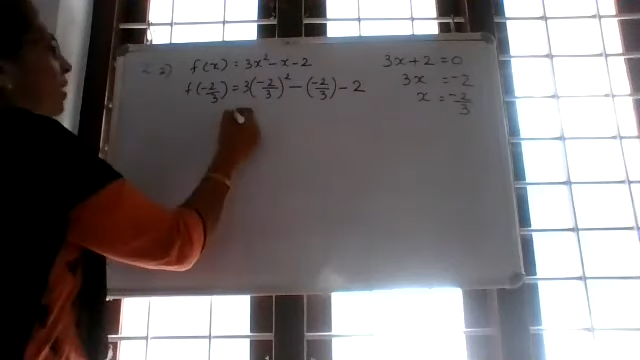 2. 2) f(x) = 3x² - x - 2
f(-2/3) = 3(-2/3)² - (-2/3) - 2
3x + 2 = 0
3x = -2
x = -2/3